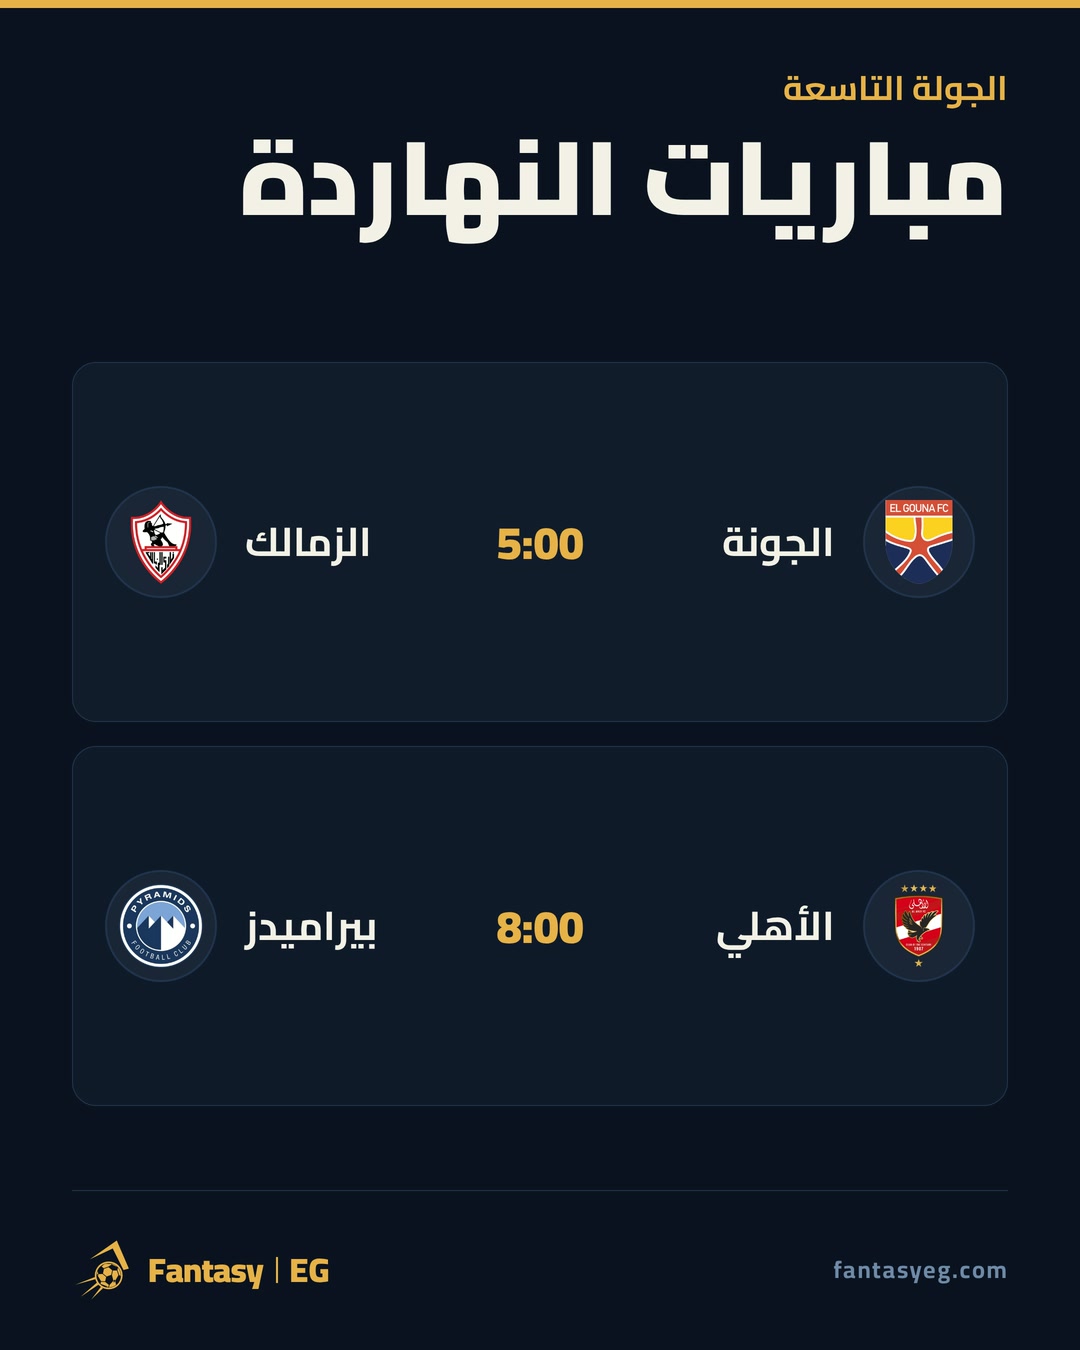 الجولة التاسعة
مباريات النهاردة
EL GOUNA FC
الجونة 5:00 الزمالك
الأهلي 8:00 بيراميدز
PYRAMIDS
FOOTBALL CLUB
1907
Fantasy | EG
fantasyeg.com